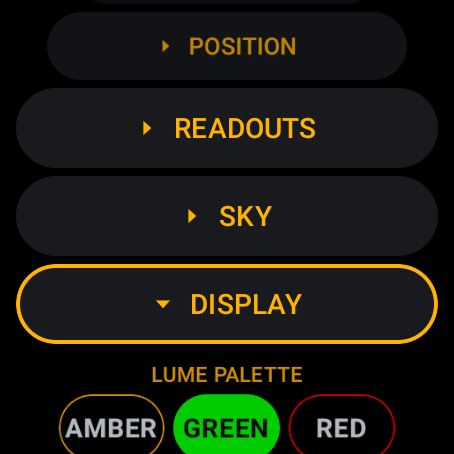 POSITION
READOUTS
SKY
DISPLAY
LUME PALETTE
AMBER GREEN RED